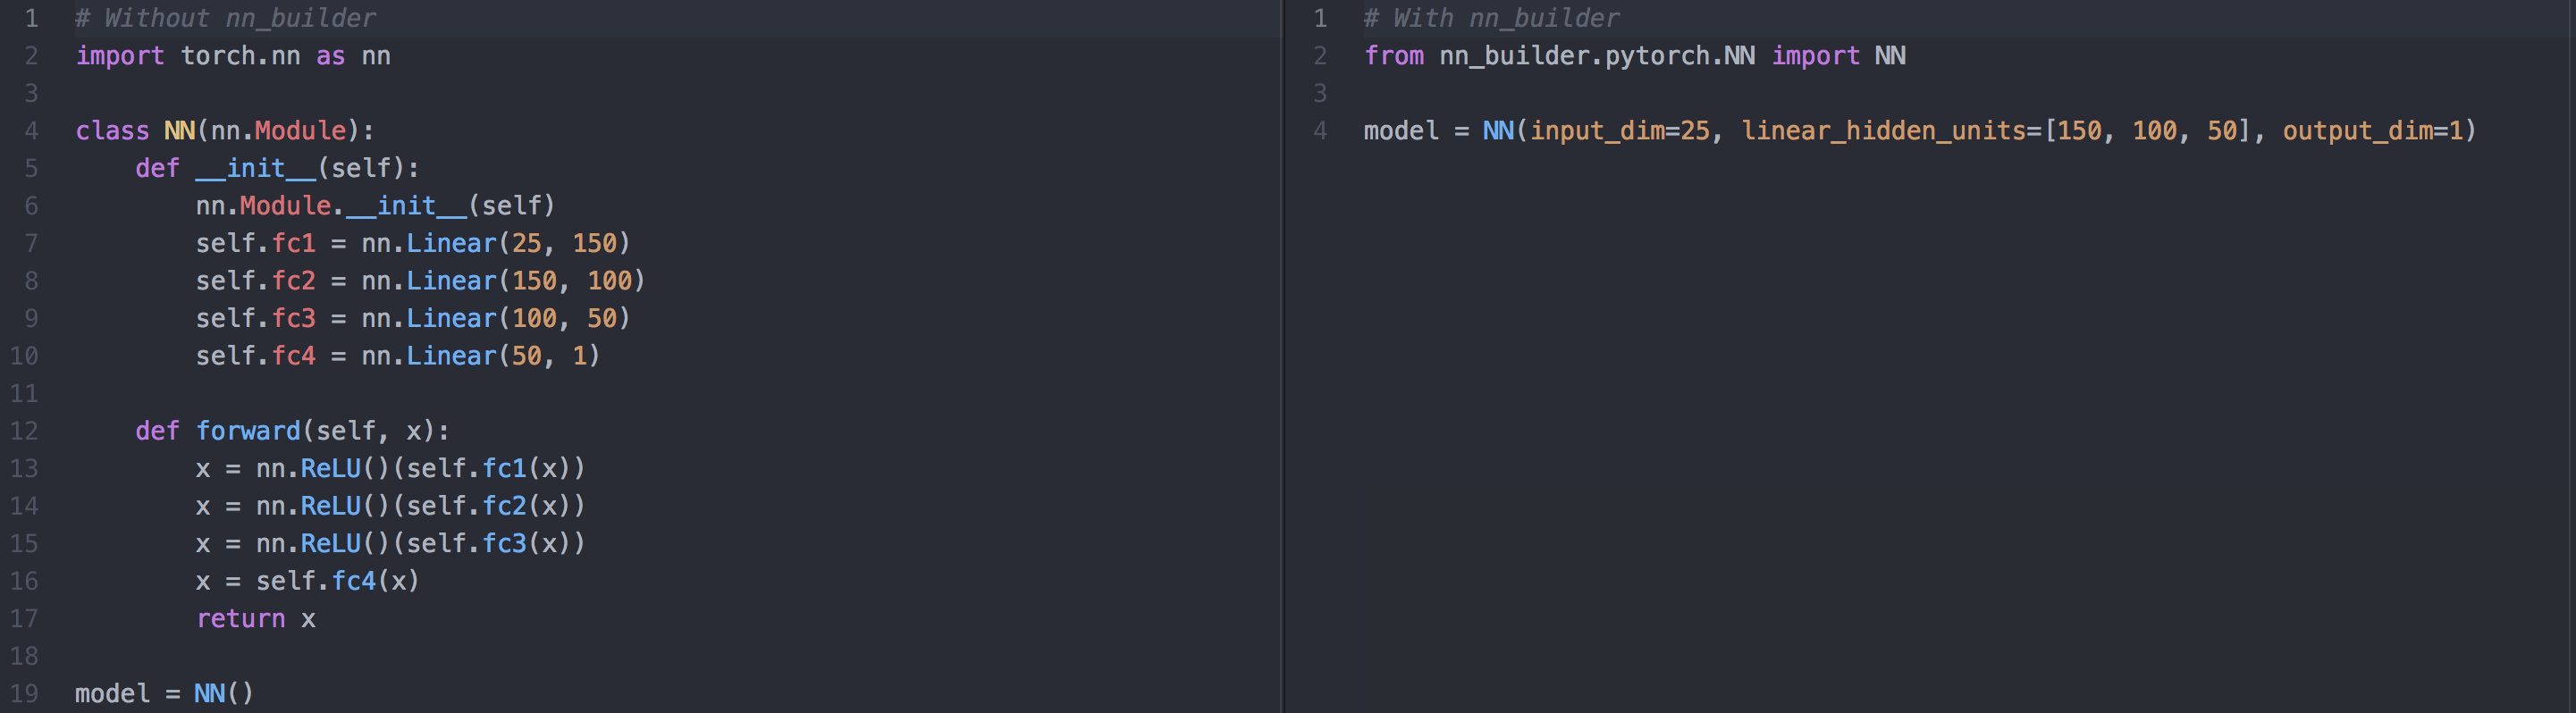 1 # Without nn_builder
2 import torch.nn as nn
3
4 class NN(nn.Module):
5     def __init__(self):
6         nn.Module.__init__(self)
7         self.fc1 = nn.Linear(25, 150)
8         self.fc2 = nn.Linear(150, 100)
9         self.fc3 = nn.Linear(100, 50)
10         self.fc4 = nn.Linear(50, 1)
11
12     def forward(self, x):
13         x = nn.ReLU()(self.fc1(x))
14         x = nn.ReLU()(self.fc2(x))
15         x = nn.ReLU()(self.fc3(x))
16         x = self.fc4(x)
17         return x
18
19 model = NN()
1 # With nn_builder
2 from nn_builder.pytorch.NN import NN
3
4 model = NN(input_dim=25, linear_hidden_units=[150, 100, 50], output_dim=1)